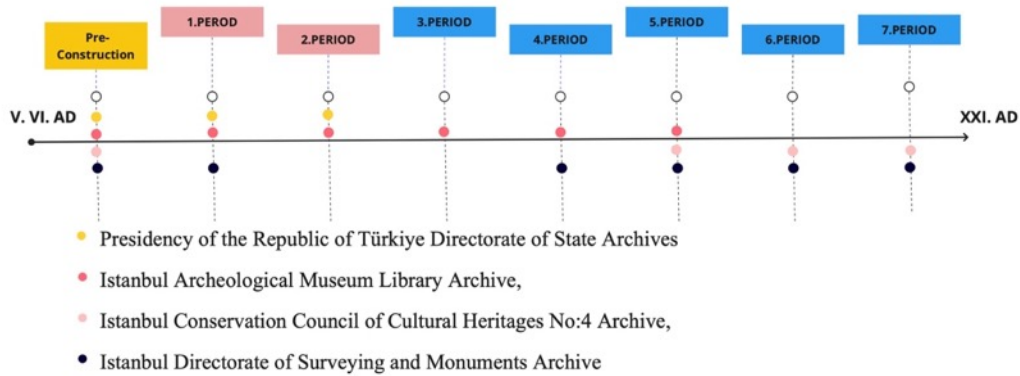 Pre-
Construction
1.PEROD
2.PERIOD
3.PERIOD
4.PERIOD
5.PERIOD
6.PERIOD
7.PERIOD
V. VI. AD
XXI. AD
Presidency of the Republic of Türkiye Directorate of State Archives
Istanbul Archeological Museum Library Archive,
Istanbul Conservation Council of Cultural Heritages No:4 Archive,
Istanbul Directorate of Surveying and Monuments Archive